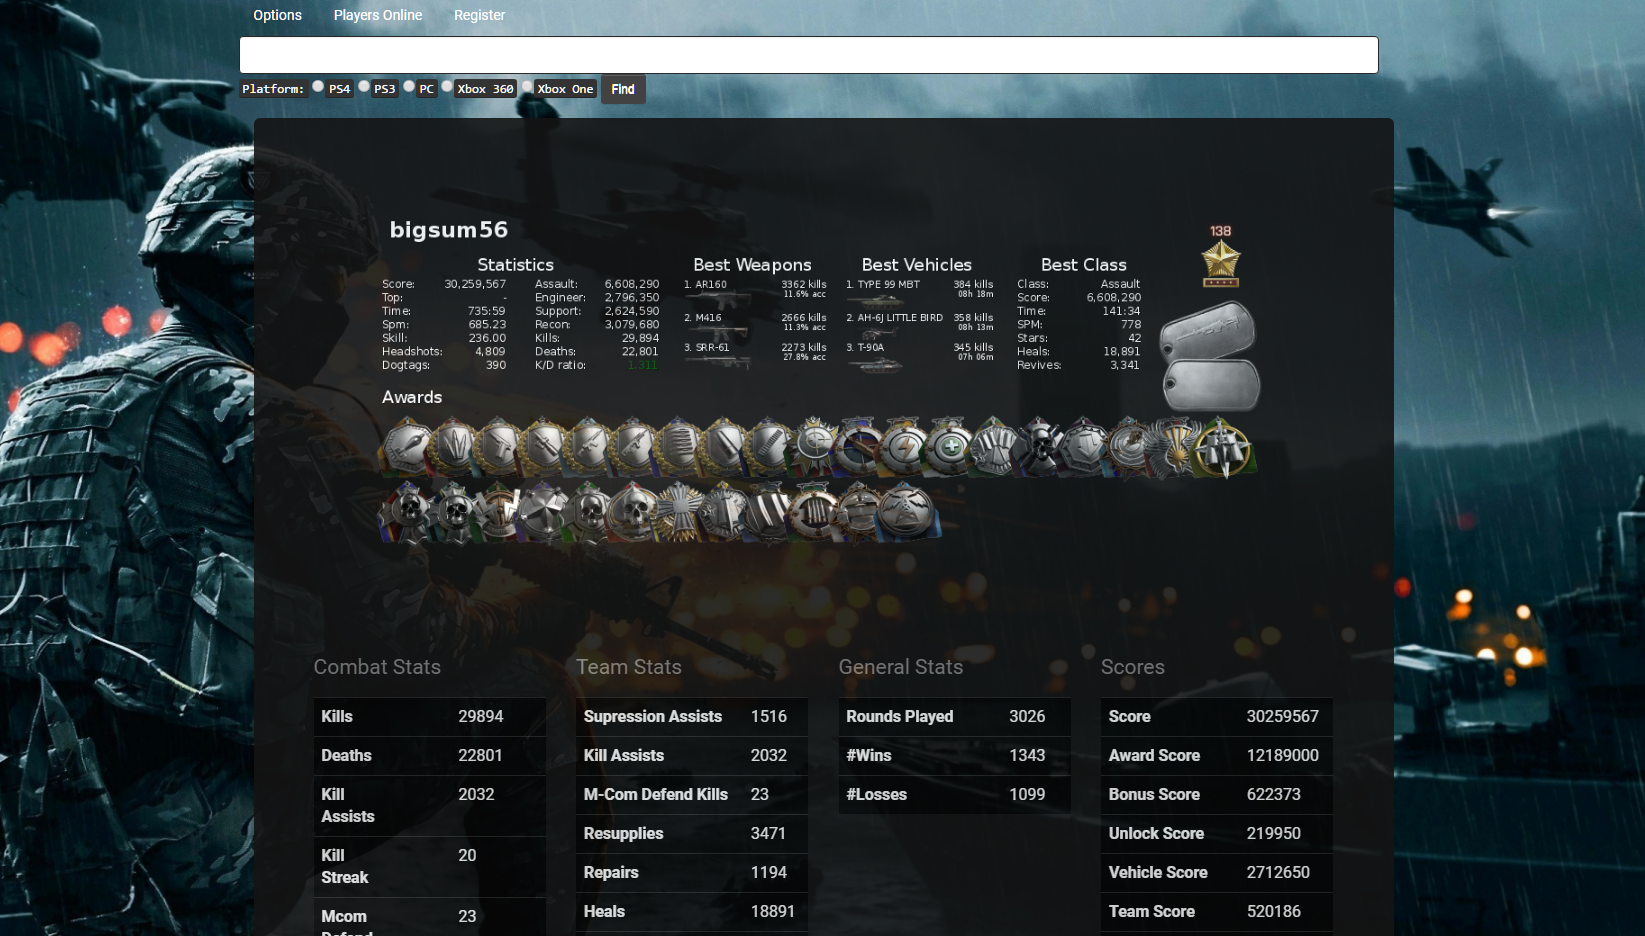 Options Players Online Register
Platform: PS4 PS3 PC Xbox 360 Xbox One Find
bigsum56
138
Statistics
Score: 30,259,567 Assault: 6,608,290
Top: - Engineer: 2,796,350
Time: 735:59 Support: 2,624,590
Spm: 685.23 Recon: 3,079,680
Skill: 236.00 Kills: 29,894
Headshots: 4,809 Deaths: 22,801
Dogtags: 390 K/D ratio: 1.311
Best Weapons
1. AR160 3362 kills
11.6% acc
2. M416 2666 kills
11.3% acc
3. SRR-61 2273 kills
27.8% acc
Best Vehicles
1. TYPE 99 MBT 384 kills
08h 18m
2. AH-6J LITTLE BIRD 358 kills
08h 13m
3. T-90A 345 kills
07h 06m
Best Class
Class: Assault
Score: 6,608,290
Time: 141:34
SPM: 778
Stars: 42
Heals: 18,891
Revives: 3,341
Awards
Combat Stats
Kills 29894
Deaths 22801
Kill Assists 2032
Kill Streak 20
Mcom Defend 23
Team Stats
Supression Assists 1516
Kill Assists 2032
M-Com Defend Kills 23
Resupplies 3471
Repairs 1194
Heals 18891
General Stats
Rounds Played 3026
#Wins 1343
#Losses 1099
Scores
Score 30259567
Award Score 12189000
Bonus Score 622373
Unlock Score 219950
Vehicle Score 2712650
Team Score 520186